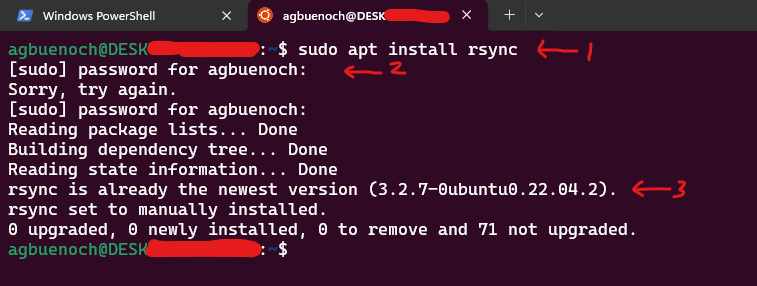 Windows PowerShell
agbuenoch@DESK
agbuenoch@DESK :~$ sudo apt install rsync 1
[sudo] password for agbuenoch: 2
Sorry, try again.
[sudo] password for agbuenoch:
Reading package lists... Done
Building dependency tree... Done
Reading state information... Done
rsync is already the newest version (3.2.7-0ubuntu0.22.04.2). 3
rsync set to manually installed.
0 upgraded, 0 newly installed, 0 to remove and 71 not upgraded.
agbuenoch@DESK :~$